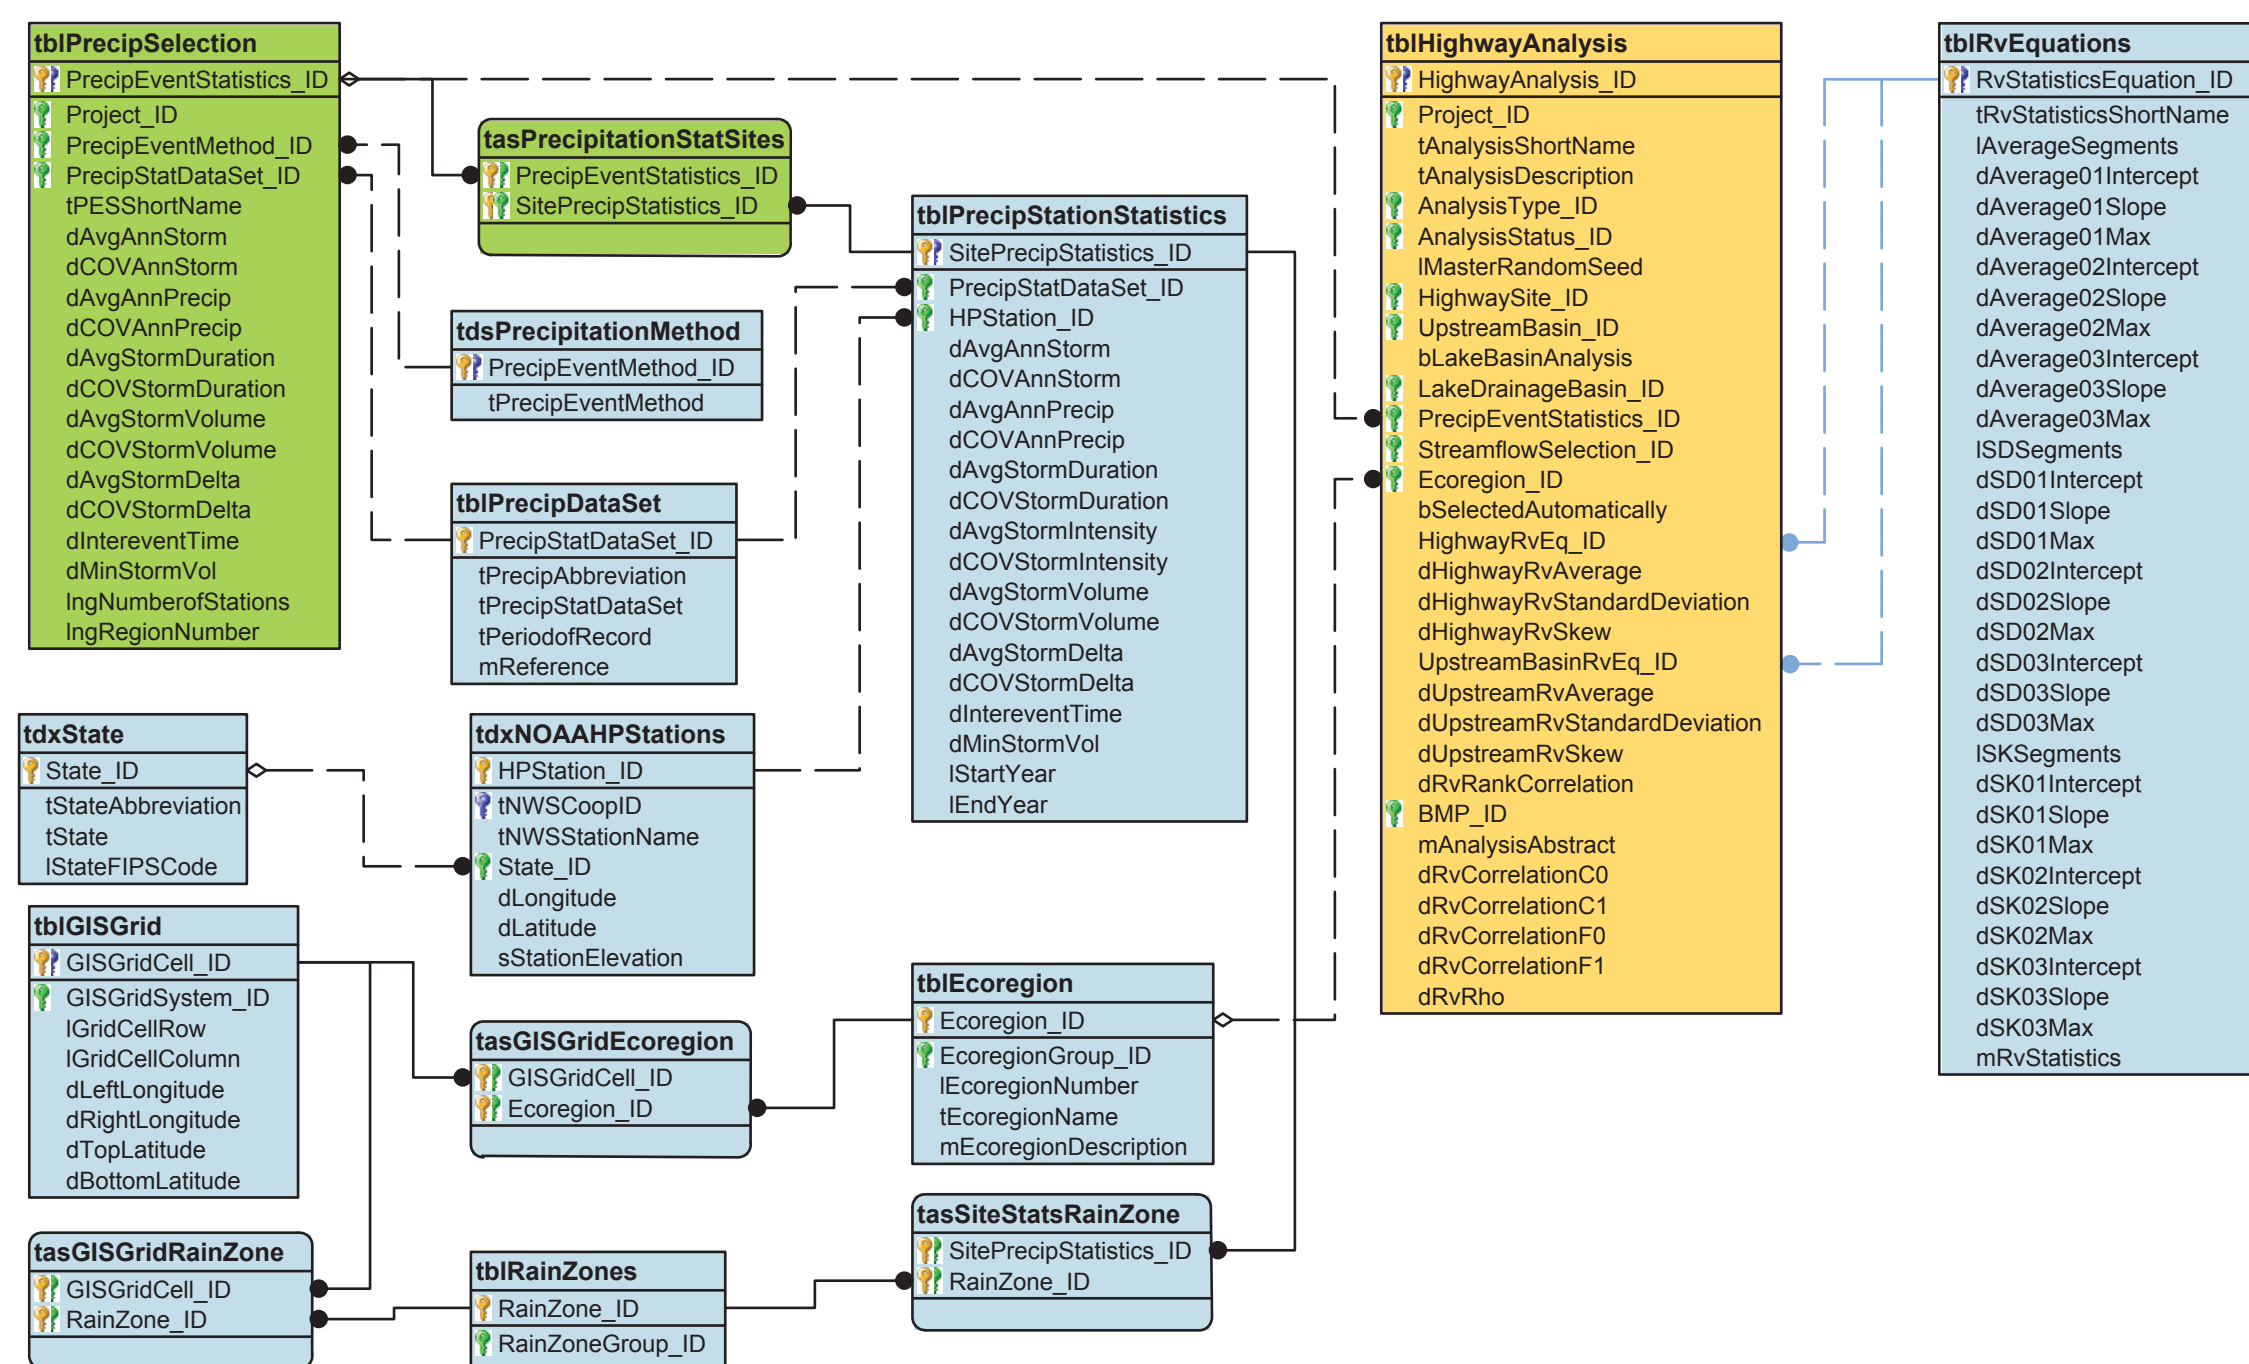 tblPrecipSelection
PrecipEventStatistics_ID
Project_ID
PrecipEventMethod_ID
PrecipStatDataSet_ID
tPESShortName
dAvgAnnStorm
dCOVAnnStorm
dAvgAnnPrecip
dCOVAnnPrecip
dAvgStormDuration
dCOVStormDuration
dAvgStormVolume
dCOVStormVolume
dAvgStormDelta
dCOVStormDelta
dIntereventTime
dMinStormVol
lngNumberofStations
lngRegionNumber
tdxState
State_ID
tStateAbbreviation
tState
lStateFIPSCode
tblGISGrid
GISGridCell_ID
GISGridSystem_ID
lGridCellRow
lGridCellColumn
dLeftLongitude
dRightLongitude
dTopLatitude
dBottomLatitude
tasGISGridRainZone
GISGridCell_ID
RainZone_ID
tasPrecipitationStatSites
PrecipEventStatistics_ID
SitePrecipStatistics_ID
tdsPrecipitationMethod
PrecipEventMethod_ID
tPrecipEventMethod
tblPrecipDataSet
PrecipStatDataSet_ID
tPrecipAbbreviation
tPrecipStatDataSet
tPeriodofRecord
mReference
tdxNOAAHPStations
HPStation_ID
tNWSCoopID
tNWSStationName
State_ID
dLongitude
dLatitude
sStationElevation
tasGISGridEcoregion
GISGridCell_ID
Ecoregion_ID
tblRainZones
RainZone_ID
RainZoneGroup_ID
tblPrecipStationStatistics
SitePrecipStatistics_ID
PrecipStatDataSet_ID
HPStation_ID
dAvgAnnStorm
dCOVAnnStorm
dAvgAnnPrecip
dCOVAnnPrecip
dAvgStormDuration
dCOVStormDuration
dAvgStormIntensity
dCOVStormIntensity
dAvgStormVolume
dCOVStormVolume
dAvgStormDelta
dCOVStormDelta
dIntereventTime
dMinStormVol
lStartYear
lEndYear
tblEcoregion
Ecoregion_ID
EcoregionGroup_ID
lEcoregionNumber
tEcoregionName
mEcoregionDescription
tasSiteStatsRainZone
SitePrecipStatistics_ID
RainZone_ID
tblHighwayAnalysis
HighwayAnalysis_ID
Project_ID
tAnalysisShortName
tAnalysisDescription
AnalysisType_ID
AnalysisStatus_ID
lMasterRandomSeed
HighwaySite_ID
UpstreamBasin_ID
bLakeBasinAnalysis
LakeDrainageBasin_ID
PrecipEventStatistics_ID
StreamflowSelection_ID
Ecoregion_ID
bSelectedAutomatically
HighwayRvEq_ID
dHighwayRvAverage
dHighwayRvStandardDeviation
dHighwayRvSkew
UpstreamBasinRvEq_ID
dUpstreamRvAverage
dUpstreamRvStandardDeviation
dUpstreamRvSkew
dRvRankCorrelation
BMP_ID
mAnalysisAbstract
dRvCorrelationC0
dRvCorrelationC1
dRvCorrelationF0
dRvCorrelationF1
dRvRho
tblRvEquations
RvStatisticsEquation_ID
tRvStatisticsShortName
lAverageSegments
dAverage01Intercept
dAverage01Slope
dAverage01Max
dAverage02Intercept
dAverage02Slope
dAverage02Max
dAverage03Intercept
dAverage03Slope
dAverage03Max
lSDSegments
dSD01Intercept
dSD01Slope
dSD01Max
dSD02Intercept
dSD02Slope
dSD02Max
dSD03Intercept
dSD03Slope
dSD03Max
lSKSegments
dSK01Intercept
dSK01Slope
dSK01Max
dSK02Intercept
dSK02Slope
dSK02Max
dSK03Intercept
dSK03Slope
dSK03Max
mRvStatistics